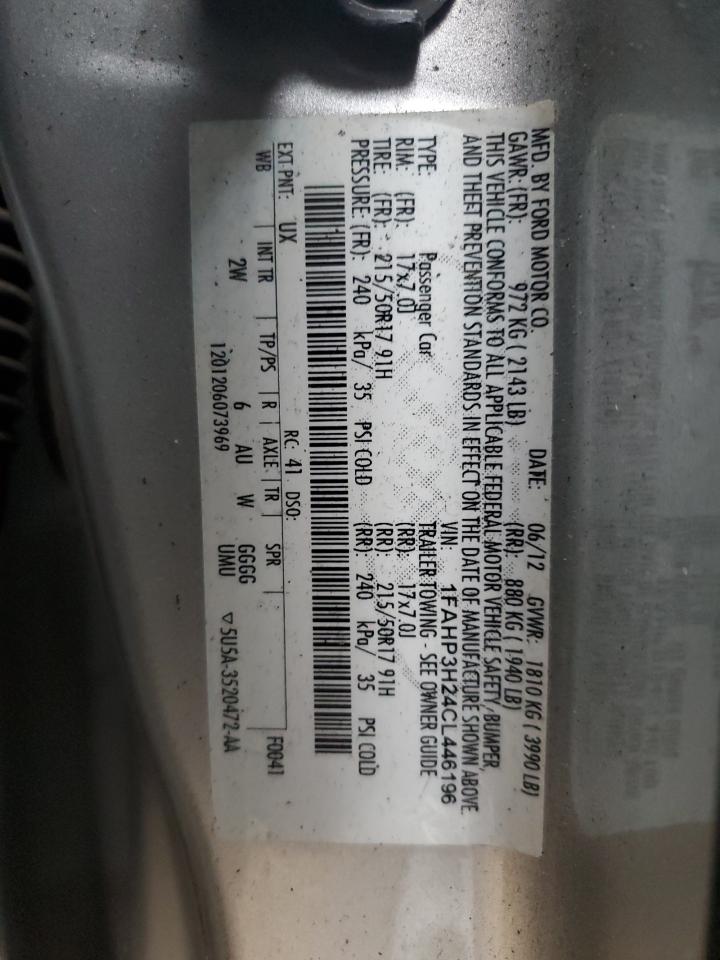 MFD. BY FORD MOTOR CO. DATE: 06/12 GVWR: 1810 KG ( 3990 LB)
GAWR: (FR): 972 KG ( 2143 LB) (RR): 880 KG ( 1940 LB)
THIS VEHICLE CONFORMS TO ALL APPLICABLE FEDERAL MOTOR VEHICLE SAFETY, BUMPER,
AND THEFT PREVENTION STANDARDS IN EFFECT ON THE DATE OF MANUFACTURE SHOWN ABOVE.
VIN: 1FAHP3H24CL446196
TYPE: Passenger Car TRAILER TOWING - SEE OWNER GUIDE
RIM: (FR): 17x7.0J (RR): 17x7.0J
TIRE: (FR): 215/50R17 91H (RR): 215/50R17 91H
PRESSURE: (FR): 240 kPa/ 35 PSI COLD (RR): 240 kPa/ 35 PSI COLD
RC: 41 DSO:
EXT PNT: UX F0041
WB INT TR TP/PS R AXLE TR SPR
2W 6 AU W GGGG
UMU
1201206073969 ▽5U5A-3520472-AA